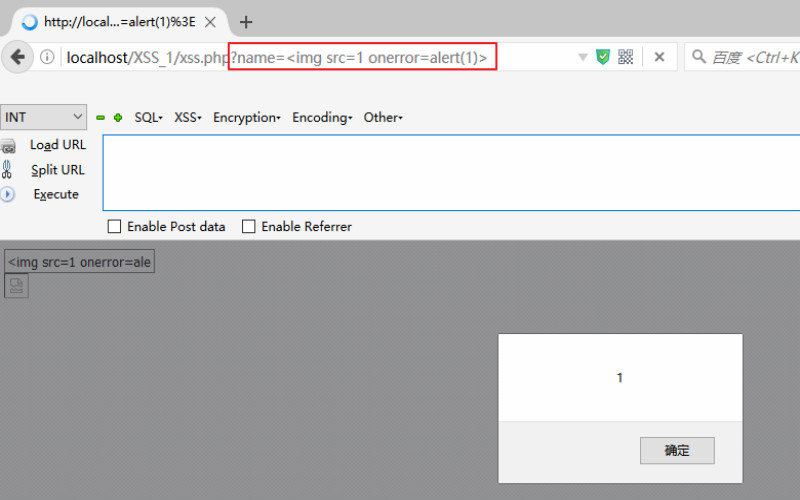 http://local...=alert(1)%3E
localhost/XSS_1/xss.php?name=<img src=1 onerror=alert(1)>
百度 <Ctrl+K
INT SQL XSS Encryption Encoding Other
Load URL
Split URL
Execute
Enable Post data Enable Referrer
<img src=1 onerror=ale
1
确定